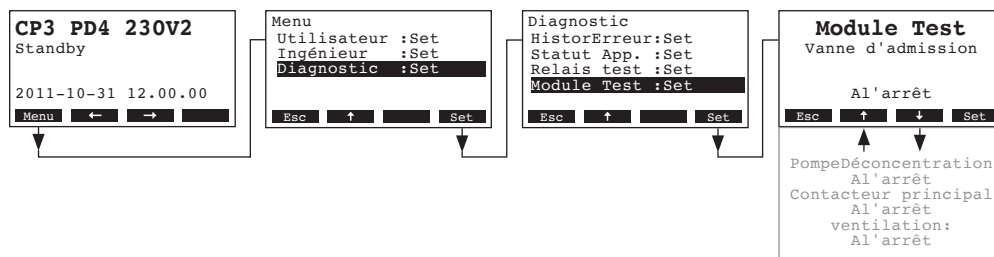 CP3 PD4 230V2
Standby
2011-10-31 12.00.00
Menu ← →
Menu
Utilisateur :Set
Ingénieur :Set
Diagnostic :Set
Esc ↑ Set
Diagnostic
HistorErreur:Set
Statut App. :Set
Relais test :Set
Module Test :Set
Esc ↑ Set
Module Test
Vanne d'admission
Al'arrêt
Esc ↑ ↓ Set
PompeDéconcentration
Al'arrêt
Contacteur principal
Al'arrêt
ventilation:
Al'arrêt